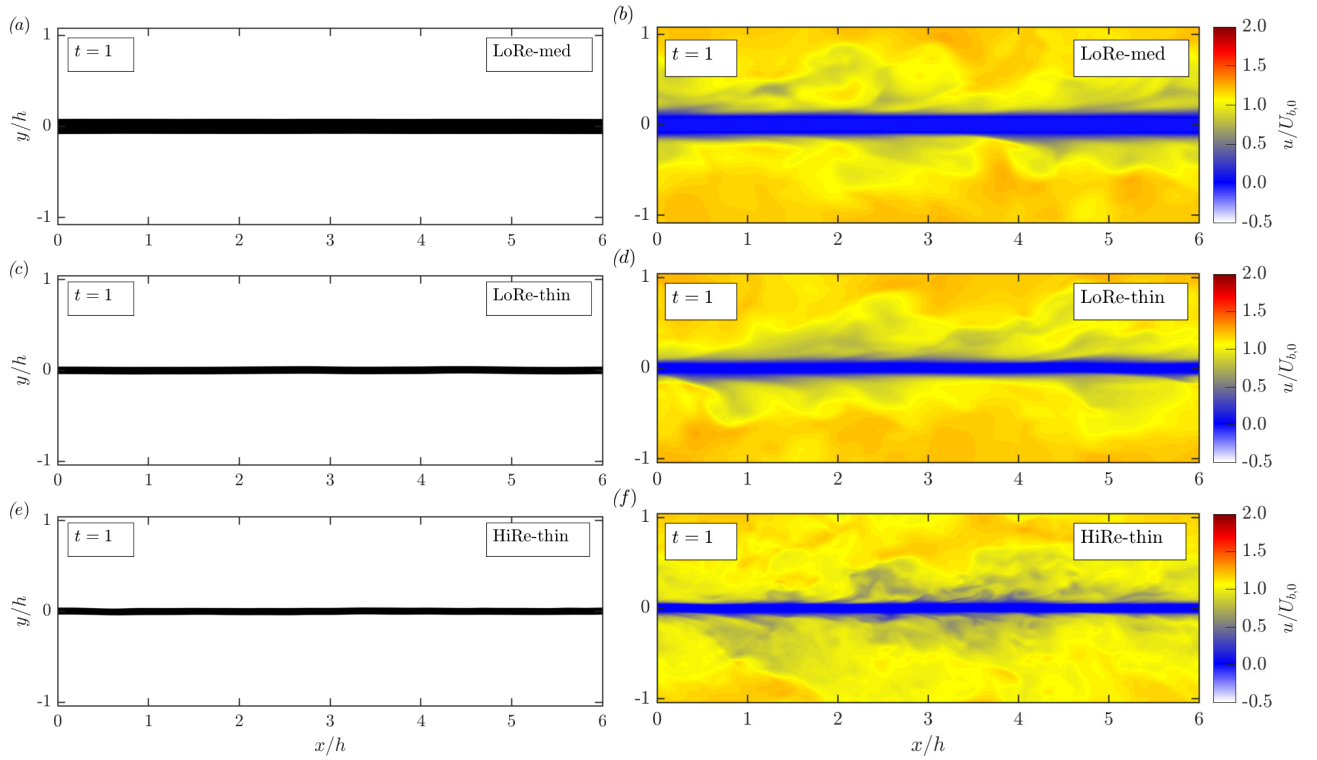 (a)
(b)
t = 1
LoRe-med
t = 1
LoRe-med
1
0
-1
y/h
0 1 2 3 4 5 6
1
0
-1
0 1 2 3 4 5 6
2.0
1.5
1.0
0.5
0.0
-0.5
u/U_{b,0}
(c)
(d)
t = 1
LoRe-thin
t = 1
LoRe-thin
1
0
-1
y/h
0 1 2 3 4 5 6
1
0
-1
0 1 2 3 4 5 6
2.0
1.5
1.0
0.5
0.0
-0.5
u/U_{b,0}
(e)
(f)
t = 1
HiRe-thin
t = 1
HiRe-thin
1
0
-1
y/h
0 1 2 3 4 5 6
x/h
1
0
-1
0 1 2 3 4 5 6
x/h
2.0
1.5
1.0
0.5
0.0
-0.5
u/U_{b,0}